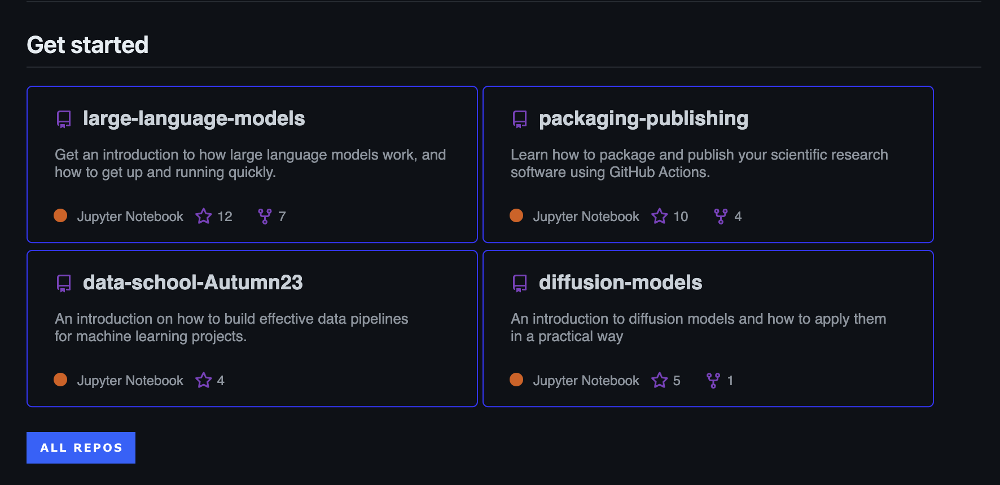 Get started
large-language-models
Get an introduction to how large language models work, and
how to get up and running quickly.
Jupyter Notebook 12 7
packaging-publishing
Learn how to package and publish your scientific research
software using GitHub Actions.
Jupyter Notebook 10 4
data-school-Autumn23
An introduction on how to build effective data pipelines
for machine learning projects.
Jupyter Notebook 4
diffusion-models
An introduction to diffusion models and how to apply them
in a practical way
Jupyter Notebook 5 1
ALL REPOS